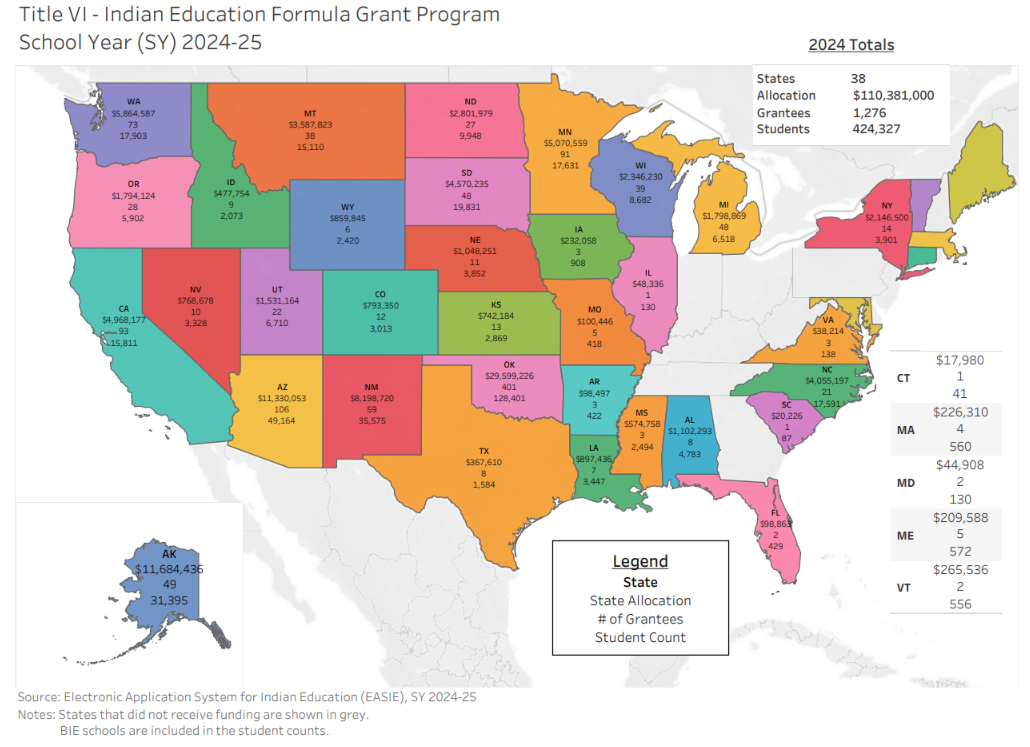 Title VI - Indian Education Formula Grant Program
School Year (SY) 2024-25
2024 Totals
States 38
Allocation $110,381,000
Grantees 1,276
Students 424,327
WA
$5,864,587
73
17,903
MT
$3,587,823
38
15,110
ND
$2,801,979
27
9,948
MN
$5,070,559
91
17,631
WI
$2,346,230
39
8,682
MI
$1,798,869
48
6,518
NY
$2,146,500
14
3,901
OR
$1,794,124
28
5,902
ID
$477,754
9
2,073
WY
$859,845
6
2,420
SD
$4,570,235
48
19,831
NE
$1,048,251
11
3,852
IA
$232,058
3
908
IL
$48,336
1
130
CA
$4,968,177
93
15,811
NV
$768,678
10
3,328
UT
$1,531,164
22
6,710
CO
$793,350
12
3,013
KS
$742,184
13
2,869
MO
$100,446
5
418
VA
$38,214
3
138
AZ
$11,330,053
106
49,164
NM
$8,198,720
59
35,575
OK
$29,599,226
401
128,401
AR
$98,497
3
422
NC
$4,055,197
21
17,591
SC
$20,226
1
87
MS
$574,758
3
2,494
AL
$1,102,293
8
4,783
TX
$367,610
8
1,584
LA
$897,436
7
3,447
FL
$98,863
2
429
AK
$11,684,436
49
31,395
CT
$17,980
1
41
MA
$226,310
4
560
MD
$44,908
2
130
ME
$209,588
5
572
VT
$265,536
2
556
Legend
State
State Allocation
# of Grantees
Student Count
Source: Electronic Application System for Indian Education (EASIE), SY 2024-25
Notes: States that did not receive funding are shown in grey.
BIE schools are included in the student counts.